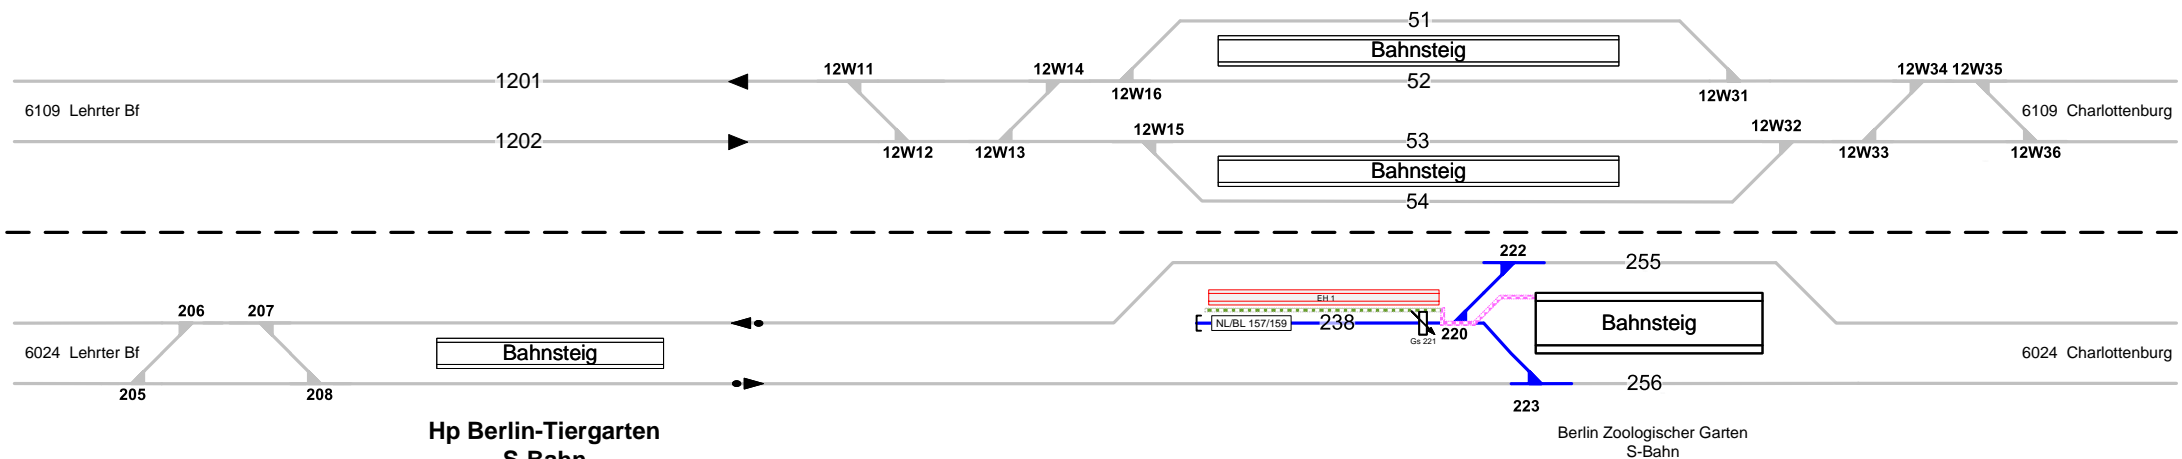 51
Bahnsteig
12W11
12W14
12W34 12W35
1201
12W16
52
12W31
6109 Lehrter Bf
6109 Charlottenburg
12W15
12W32
1202
12W12
12W13
53
12W33
12W36
Bahnsteig
54
222
255
EH 1
206
207
NL/BL 157/159
238
220
Bahnsteig
Gs 221
6024 Lehrter Bf
Bahnsteig
6024 Charlottenburg
205
208
256
223
Hp Berlin-Tiergarten
S-Bahn
Berlin Zoologischer Garten
S-Bahn